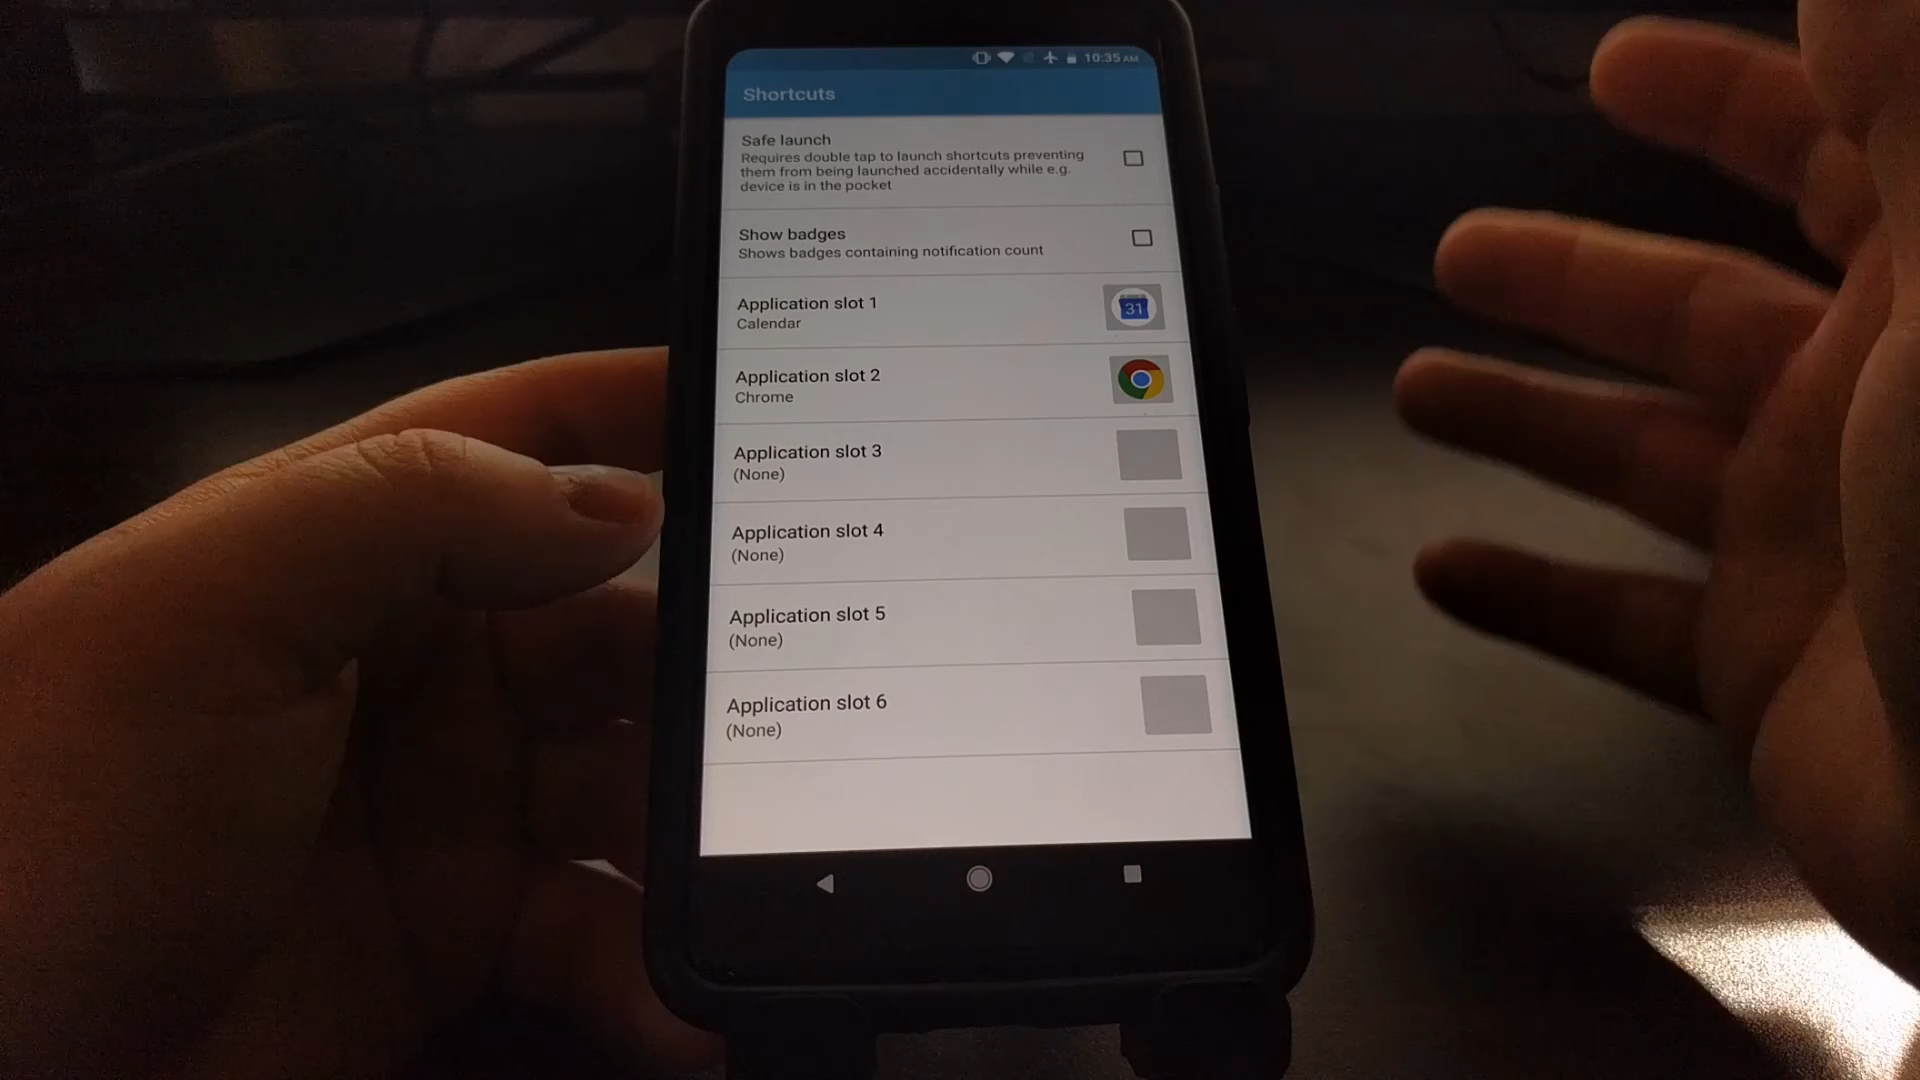 10:35 AM
Shortcuts
Safe launch
Requires double tap to launch shortcuts preventing
them from being launched accidentally while e.g.
device is in the pocket
Show badges
Shows badges containing notification count
Application slot 1
Calendar
31
Application slot 2
Chrome
Application slot 3
(None)
Application slot 4
(None)
Application slot 5
(None)
Application slot 6
(None)